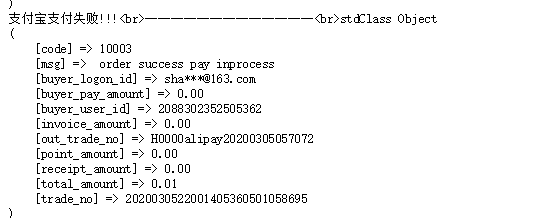 )
支付宝支付失败!!!<br>————————————————<br>stdClass Object
(
[code] => 10003
[msg] => order success pay inprocess
[buyer_logon_id] => sha***@163.com
[buyer_pay_amount] => 0.00
[buyer_user_id] => 2088302352505362
[invoice_amount] => 0.00
[out_trade_no] => H0000alipay20200305057072
[point_amount] => 0.00
[receipt_amount] => 0.00
[total_amount] => 0.01
[trade_no] => 2020030522001405360501058695
)